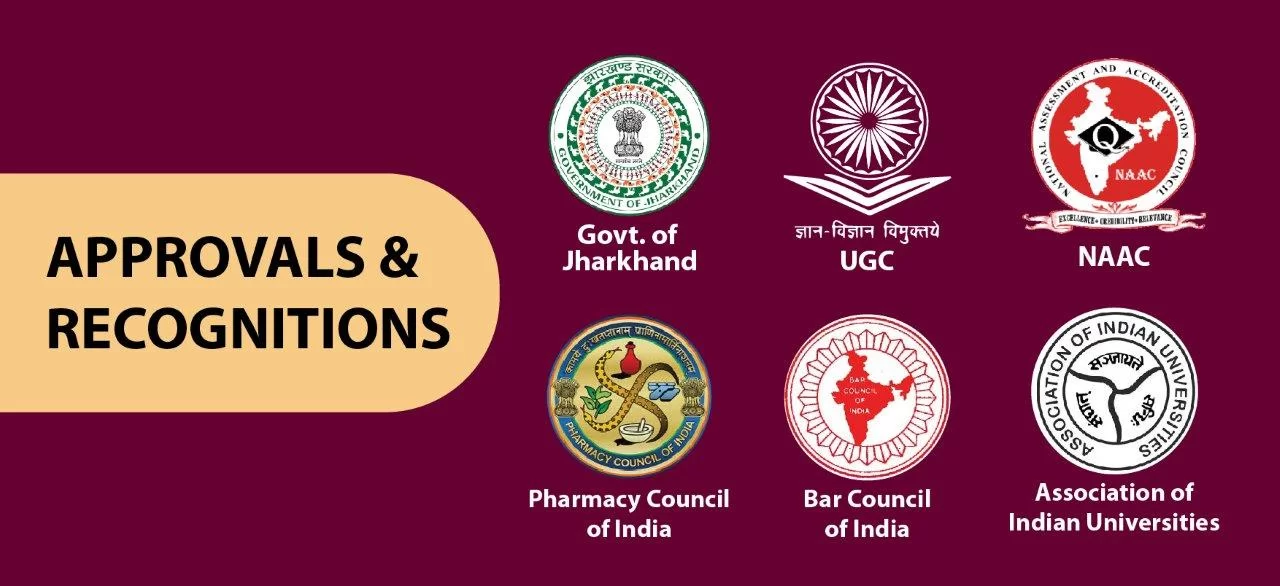 APPROVALS &
RECOGNITIONS
झारखण्ड सरकार
GOVERNMENT OF JHARKHAND
Govt. of
Jharkhand
ज्ञान-विज्ञान विमुक्तये
UGC
NATIONAL ASSESSMENT AND ACCREDITATION COUNCIL
Q
NAAC
EXCELLENCE • CREDIBILITY • RELEVANCE
NAAC
PHARMACY COUNCIL OF INDIA
Pharmacy Council
of India
BAR
COUNCIL
OF
INDIA
Bar Council
of India
ASSOCIATION OF INDIAN UNIVERSITIES
Association of
Indian Universities